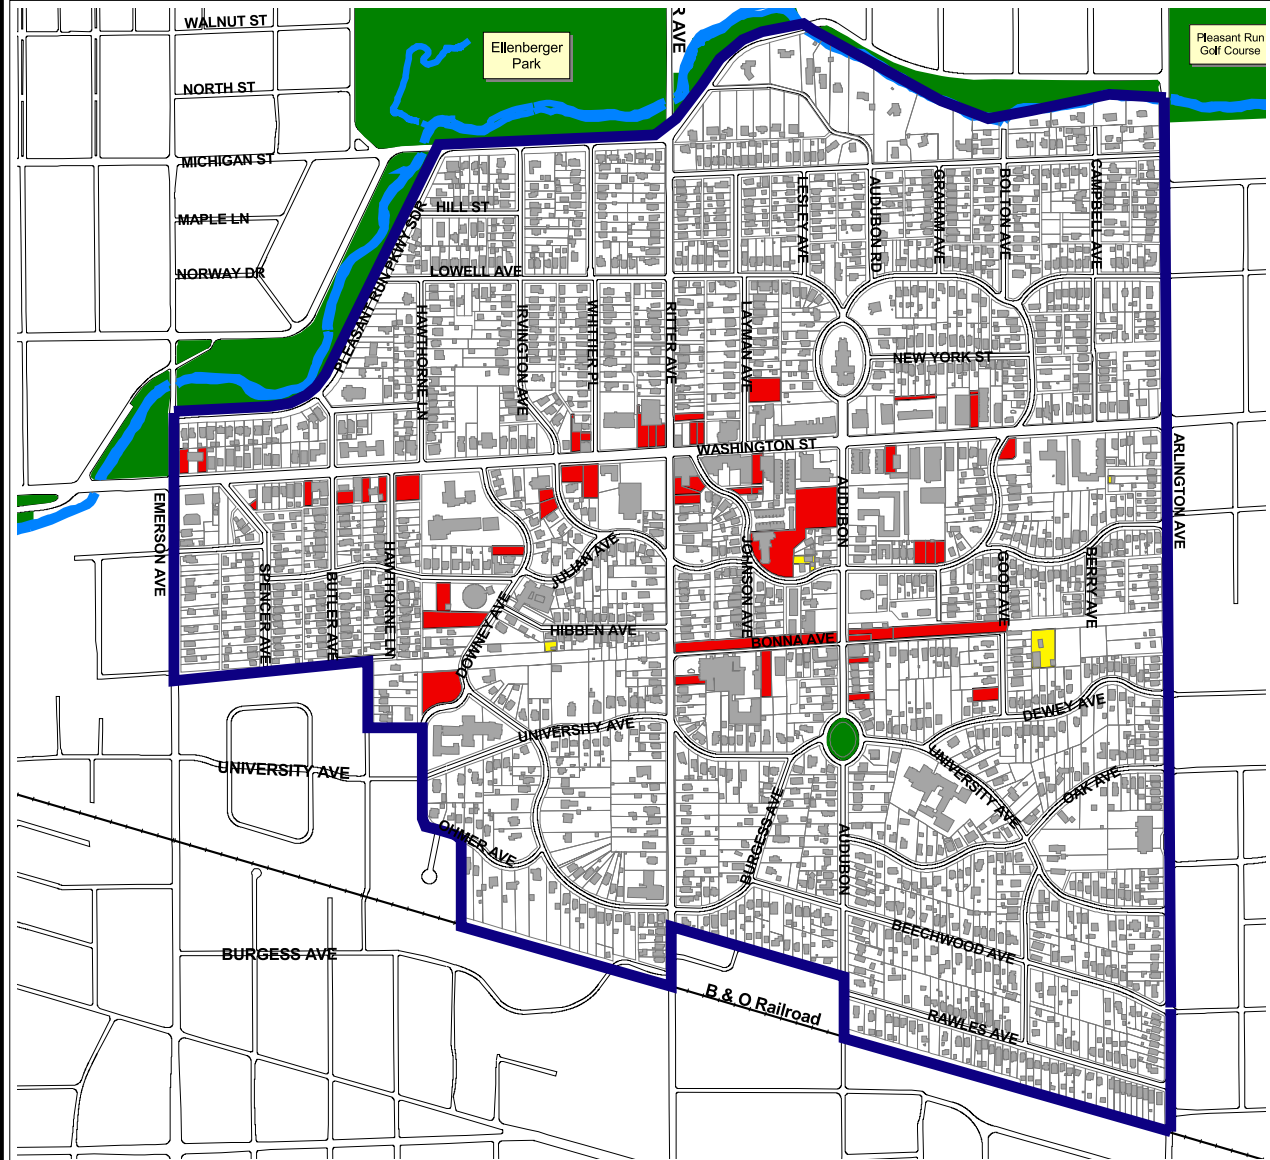 WALNUT ST
R AVE
Ellenberger
Park
Pleasant Run
Golf Course
NORTH ST
MICHIGAN ST
MAPLE LN
HILL ST
NORWAY DR
LOWELL AVE
PLEASANT RUN PKWY SDR
LESLEY AVE
AUDUBON RD
GRAHAM AVE
BOLTON AVE
CAMPBELL AVE
HAWTHORNE LN
IRVINGTON AVE
WHITTIER PL
RITTER AVE
LAYMAN AVE
NEW YORK ST
WASHINGTON ST
ARLINGTON AVE
EMERSON AVE
AUDUBON
SPENCER AVE
BUTLER AVE
HAWTHORNE LN
JULIAN AVE
JOHNSON AVE
GOOD AVE
BERRY AVE
DOWNEY AVE
HIBBEN AVE
BONNA AVE
UNIVERSITY AVE
DEWEY AVE
UNIVERSITY AVE
UNIVERSITY AVE
OAK AVE
OHMER AVE
BURGESS AVE
AUDUBON
BURGESS AVE
BEECHWOOD AVE
B & O Railroad
RAWLES AVE